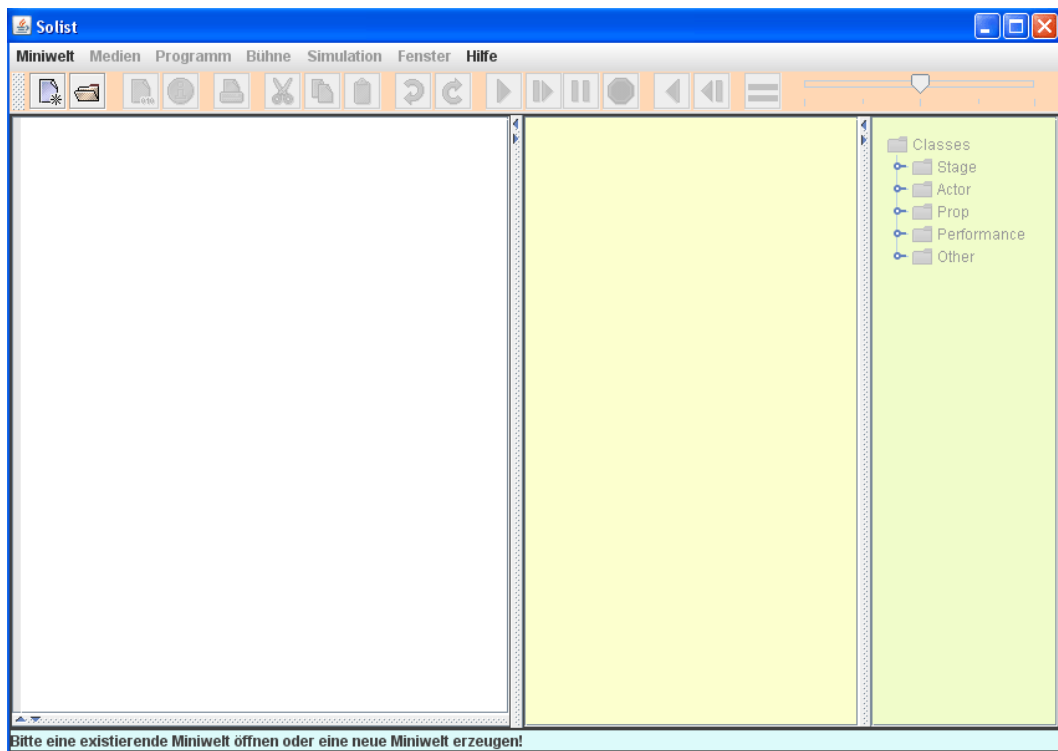 Solist
Miniwelt Medien Programm Bühne Simulation Fenster Hilfe
Classes
Stage
Actor
Prop
Performance
Other
Bitte eine existierende Miniwelt öffnen oder eine neue Miniwelt erzeugen!